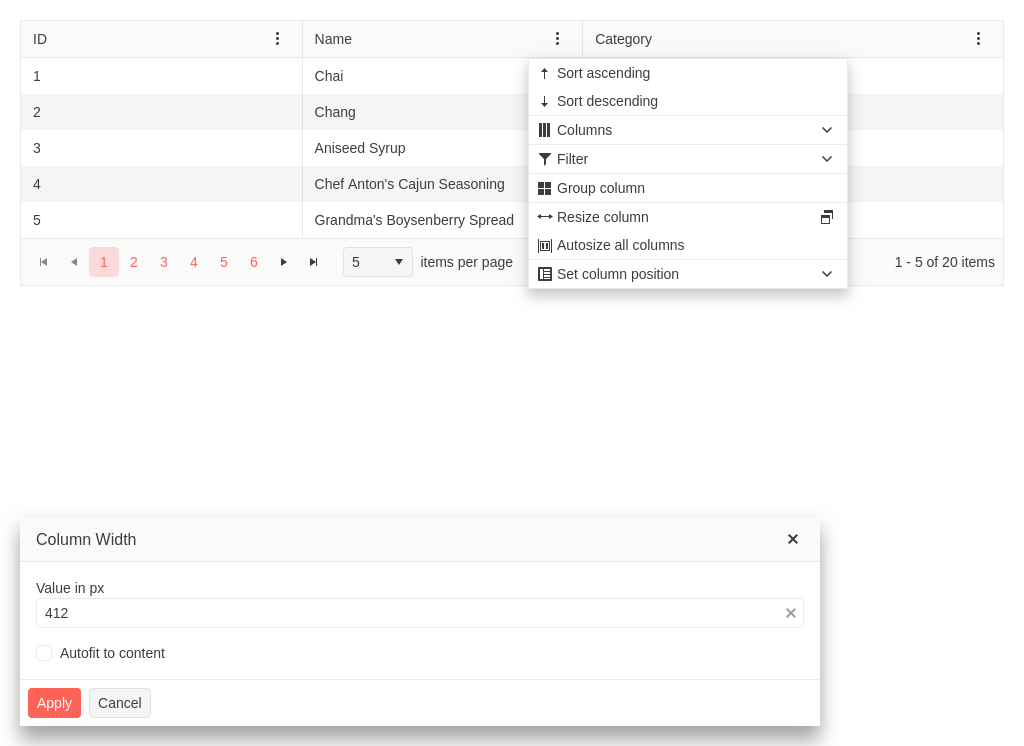 ID Name Category
1 Chai
2 Chang
3 Aniseed Syrup
4 Chef Anton's Cajun Seasoning
5 Grandma's Boysenberry Spread
Sort ascending
Sort descending
Columns
Filter
Group column
Resize column
Autosize all columns
Set column position
1 2 3 4 5 6 5 items per page 1 - 5 of 20 items
Column Width
Value in px
412
Autofit to content
Apply Cancel